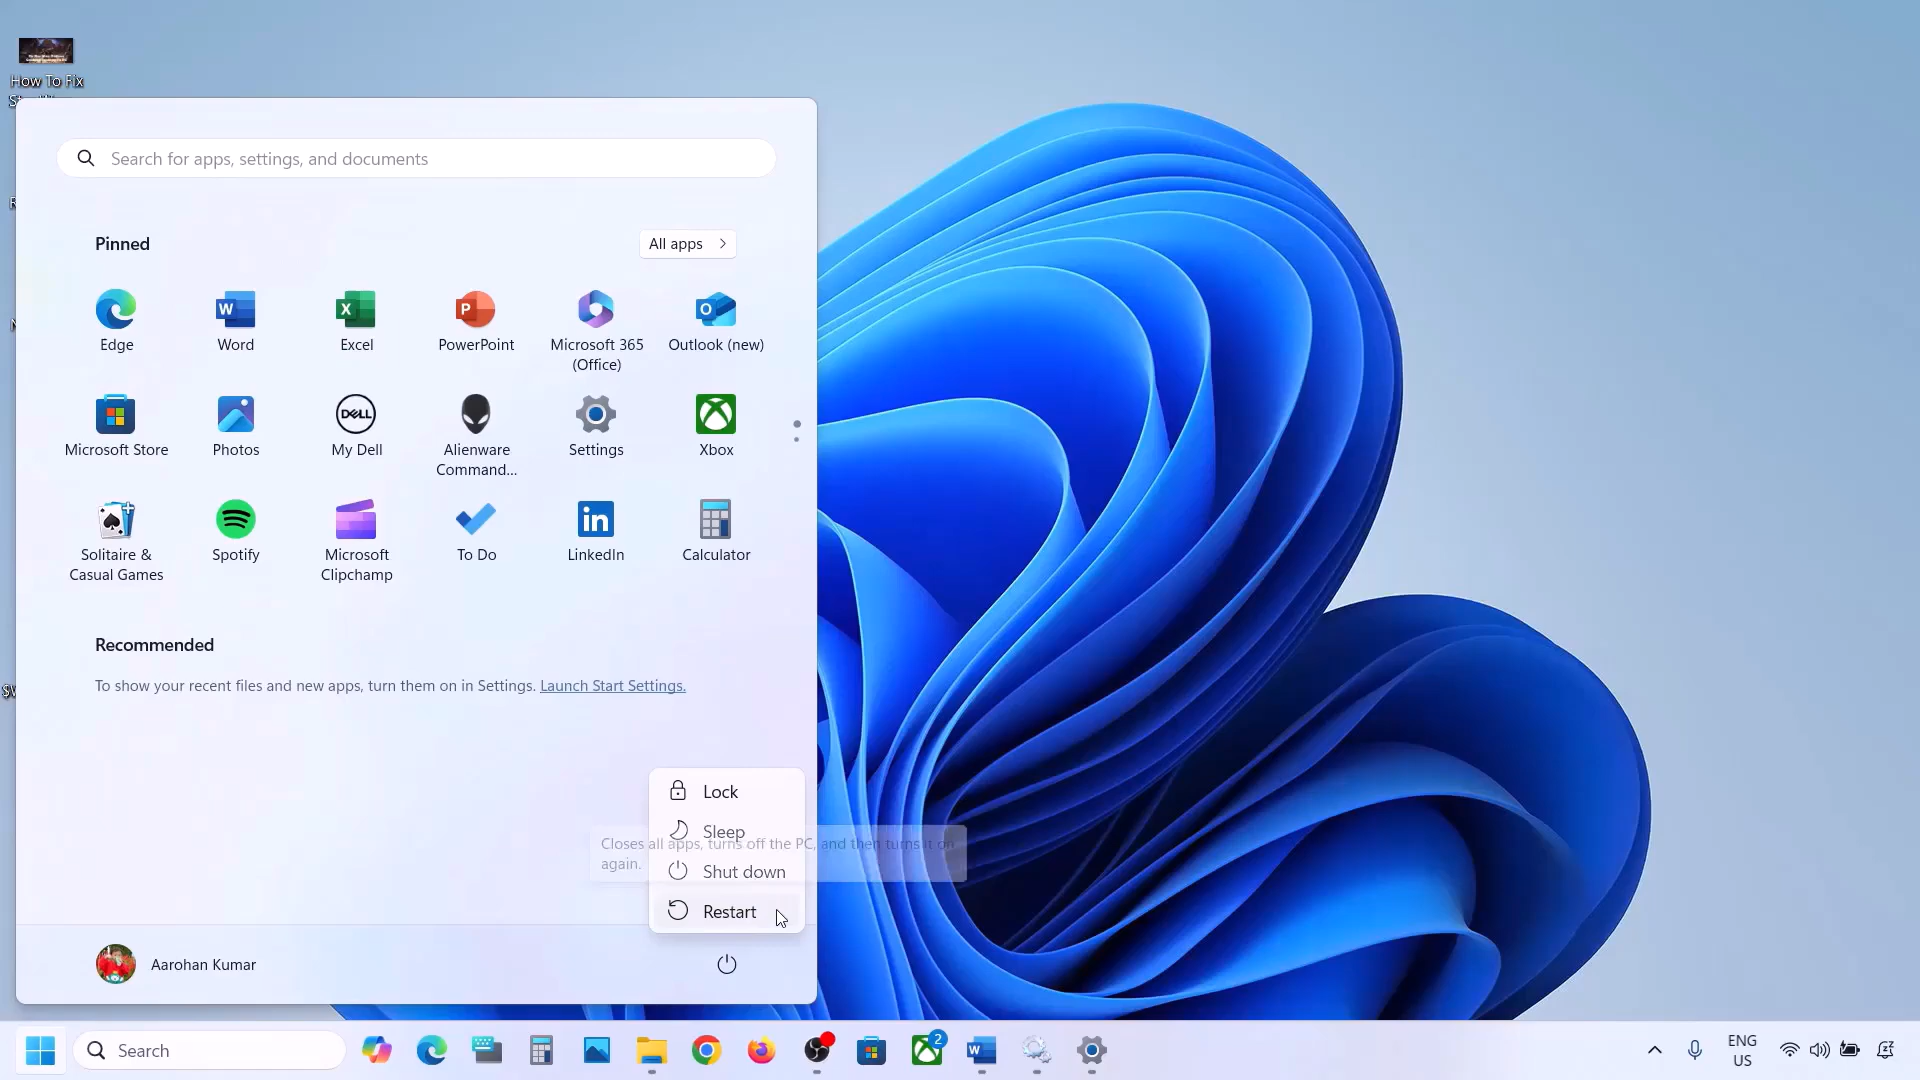 How To Fix
Search for apps, settings, and documents
Pinned
All apps
Edge
Word
Excel
PowerPoint
Microsoft 365
(Office)
Outlook (new)
Microsoft Store
Photos
My Dell
Alienware
Command...
Settings
Xbox
Solitaire &
Casual Games
Spotify
Microsoft
Clipchamp
To Do
LinkedIn
Calculator
Recommended
To show your recent files and new apps, turn them on in Settings. Launch Start Settings.
Lock
Sleep
Closes all apps, turns off the PC, and then turns it on
again.
Shut down
Restart
Aarohan Kumar
Search
2
ENG
US